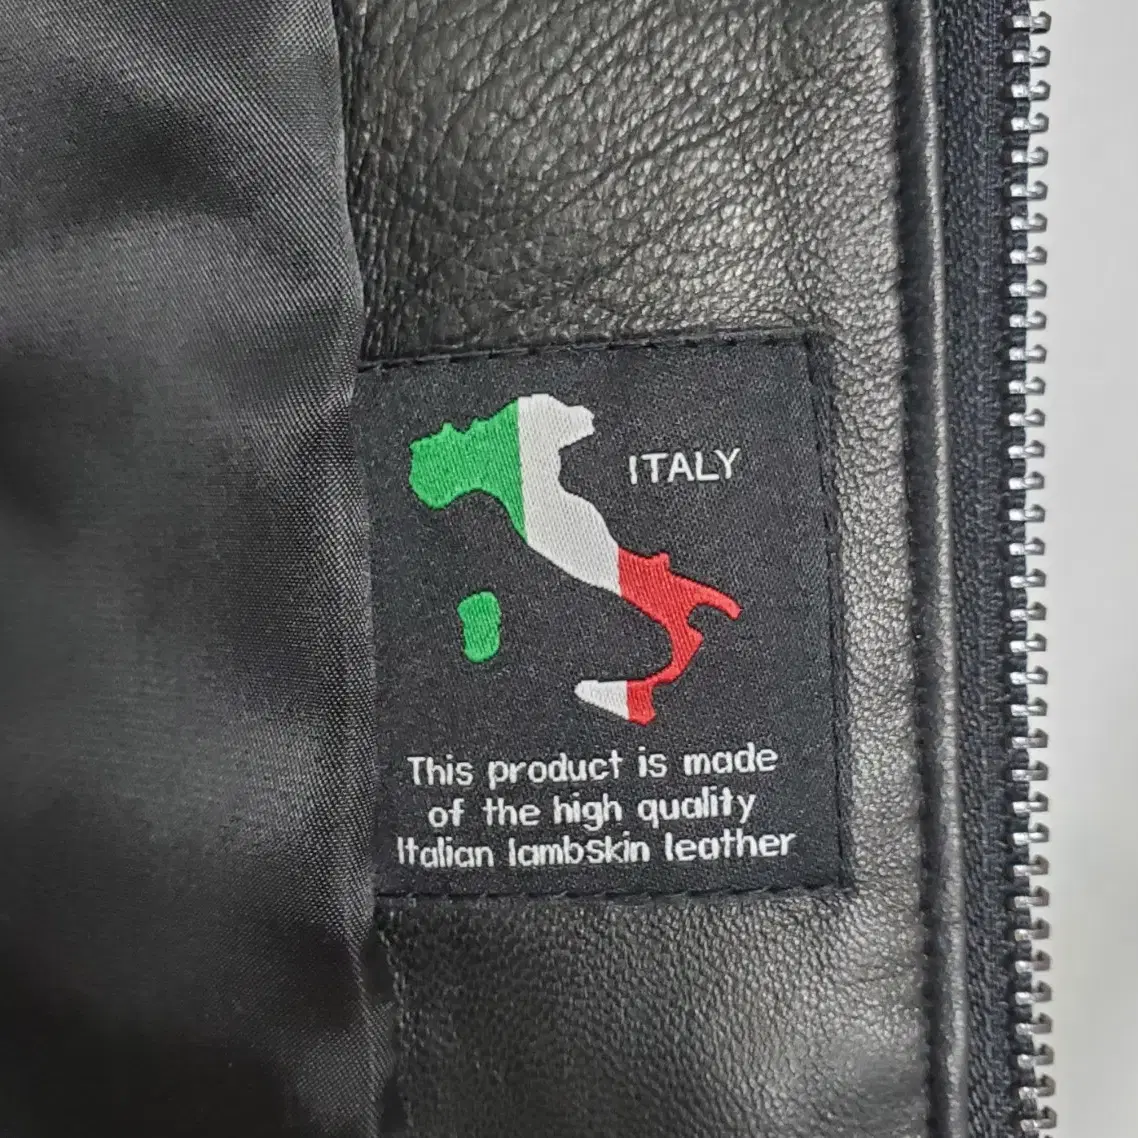 ITALY
This product is made
of the high quality
Italian lambskin leather